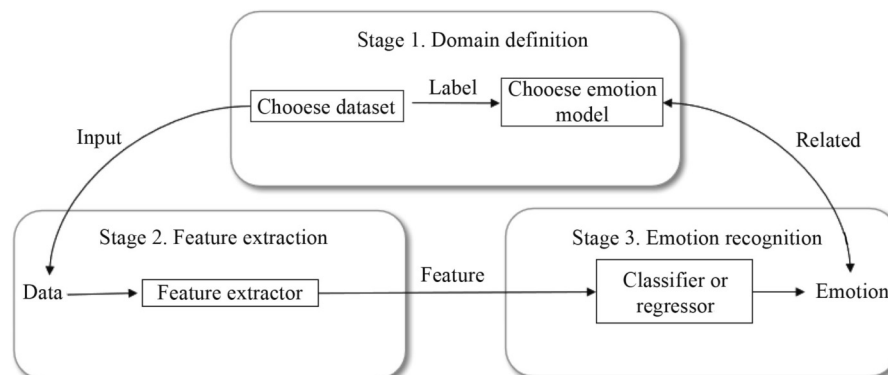 Stage 1. Domain definition
Chooese dataset
Label
Chooese emotion
model
Input
Related
Stage 2. Feature extraction
Data
Feature extractor
Feature
Stage 3. Emotion recognition
Classifier or
regressor
Emotion